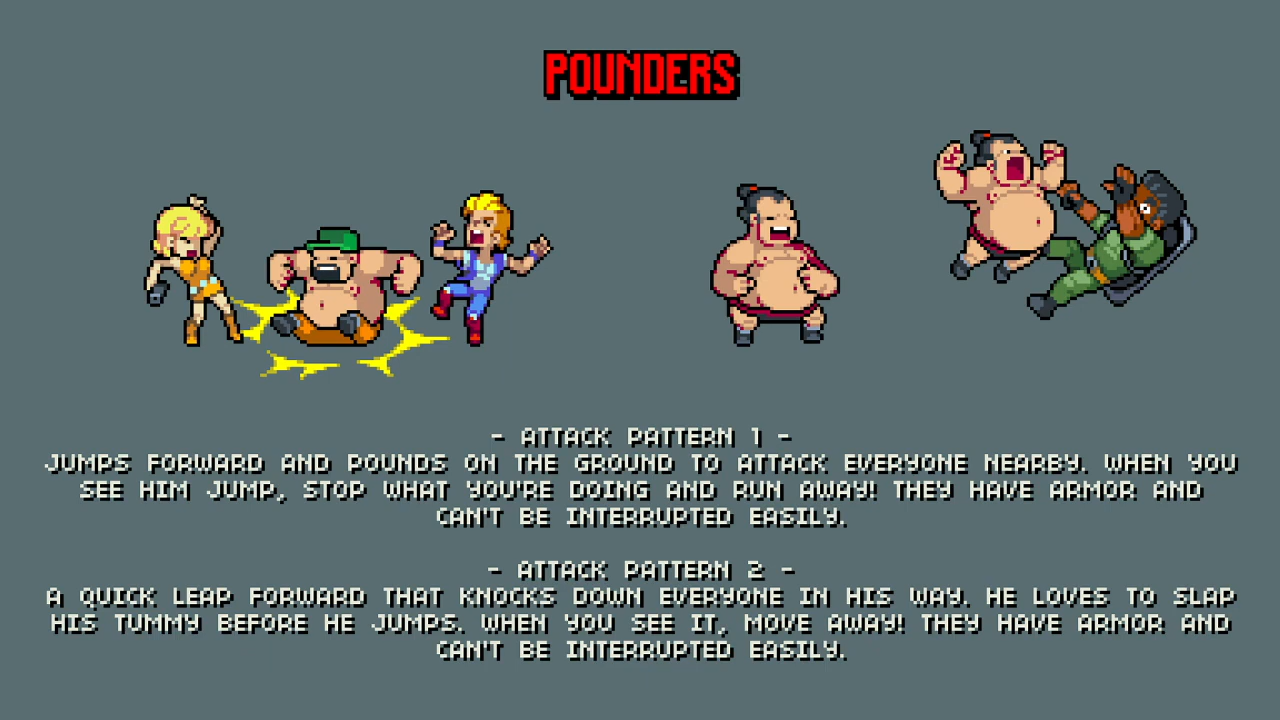 POUNDERS
- ATTACK PATTERN 1 -
JUMPS FORWARD AND POUNDS ON THE GROUND TO ATTACK EVERYONE NEARBY. WHEN YOU
SEE HIM JUMP, STOP WHAT YOU'RE DOING AND RUN AWAY! THEY HAVE ARMOR AND
CAN'T BE INTERRUPTED EASILY.
- ATTACK PATTERN 2 -
A QUICK LEAP FORWARD THAT KNOCKS DOWN EVERYONE IN HIS WAY. HE LOVES TO SLAP
HIS TUMMY BEFORE HE JUMPS. WHEN YOU SEE IT, MOVE AWAY! THEY HAVE ARMOR AND
CAN'T BE INTERRUPTED EASILY.